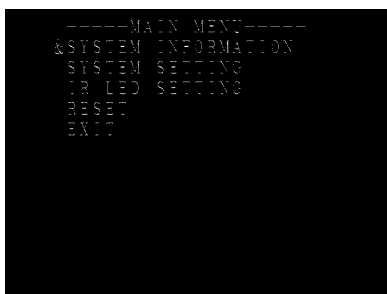 -----MAIN MENU-----
&SYSTEM INFORMATION
SYSTEM SETTING
IR LED SETTING
RESET
EXIT